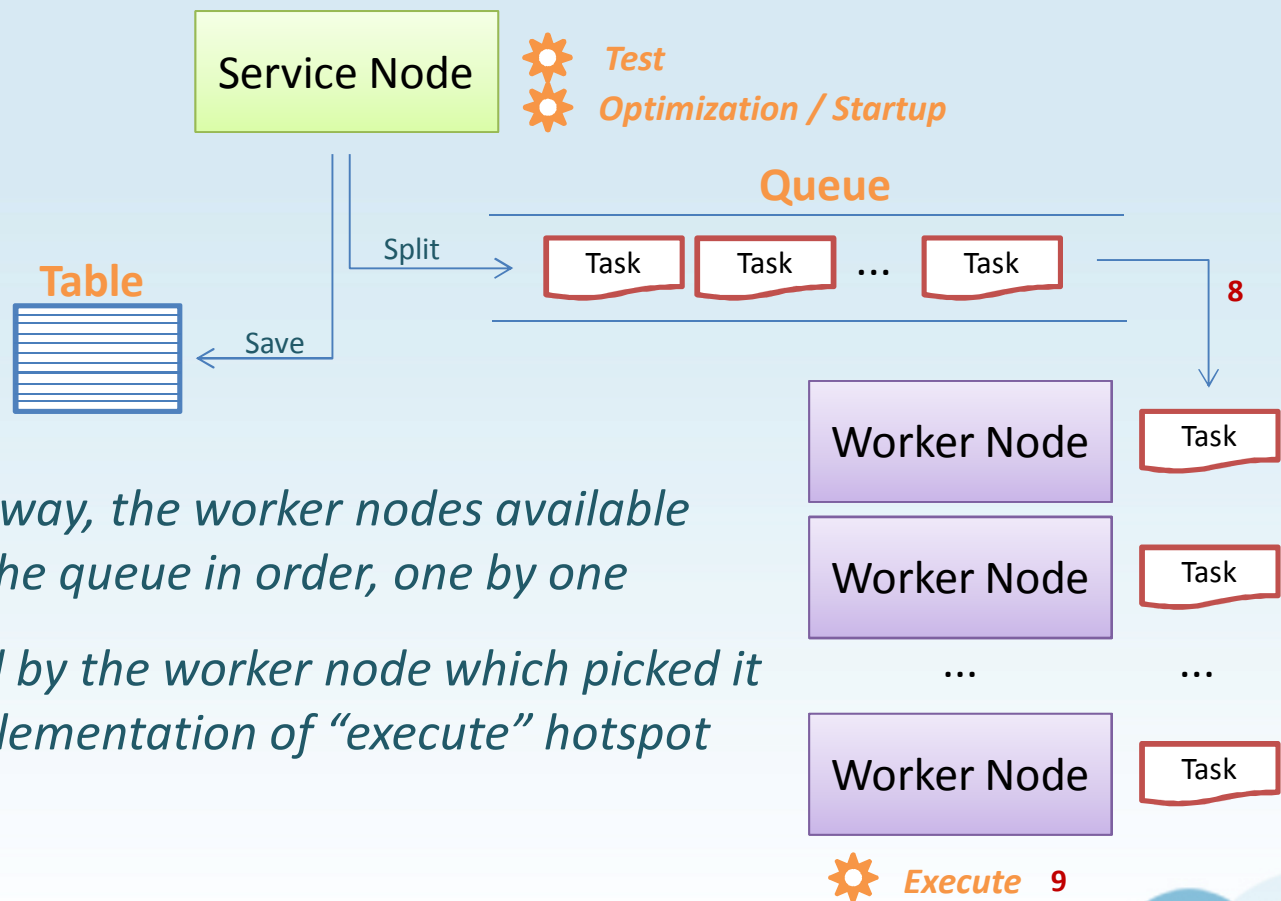 Service Node
Test
Optimization / Startup
Queue
Split
Task
Task
...
Task
8
Table
Save
Worker Node
Task
way, the worker nodes available
he queue in order, one by one
Worker Node
Task
by the worker node which picked it
lementation of “execute” hotspot
...
...
Worker Node
Task
Execute 9